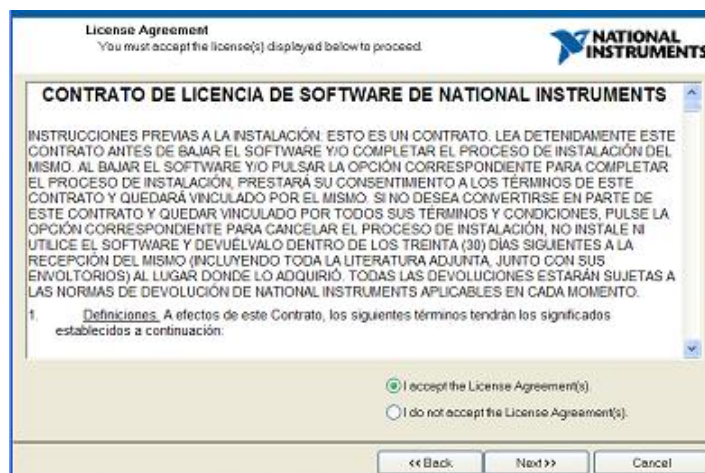 License Agreement
You must accept the license(s) displayed below to proceed.
NATIONAL
INSTRUMENTS
CONTRATO DE LICENCIA DE SOFTWARE DE NATIONAL INSTRUMENTS
INSTRUCCIONES PREVIAS A LA INSTALACIÓN: ESTO ES UN CONTRATO. LEA DETENIDAMENTE ESTE
CONTRATO ANTES DE BAJAR EL SOFTWARE Y/O COMPLETAR EL PROCESO DE INSTALACIÓN DEL
MISMO. AL BAJAR EL SOFTWARE Y/O PULSAR LA OPCIÓN CORRESPONDIENTE PARA COMPLETAR
EL PROCESO DE INSTALACIÓN, PRESTARÁ SU CONSENTIMIENTO A LOS TÉRMINOS DE ESTE
CONTRATO Y QUEDARÁ VINCULADO POR EL MISMO. SI NO DESEA CONVERTIRSE EN PARTE DE
ESTE CONTRATO Y QUEDAR VINCULADO POR TODOS SUS TÉRMINOS Y CONDICIONES, PULSE LA
OPCIÓN CORRESPONDIENTE PARA CANCELAR EL PROCESO DE INSTALACIÓN, NO INSTALE NI
UTILICE EL SOFTWARE Y DEVUÉLVALO DENTRO DE LOS TREINTA (30) DÍAS SIGUIENTES A LA
RECEPCIÓN DEL MISMO (INCLUYENDO TODA LA LITERATURA ADJUNTA, JUNTO CON SUS
ENVOLTORIOS) AL LUGAR DONDE LO ADQUIRIÓ. TODAS LAS DEVOLUCIONES ESTARÁN SUJETAS A
LAS NORMAS DE DEVOLUCIÓN DE NATIONAL INSTRUMENTS APLICABLES EN CADA MOMENTO.
1. Definiciones. A efectos de este Contrato, los siguientes términos tendrán los significados
establecidos a continuación:
I accept the License Agreement(s).
I do not accept the License Agreement(s).
<< Back
Next >>
Cancel